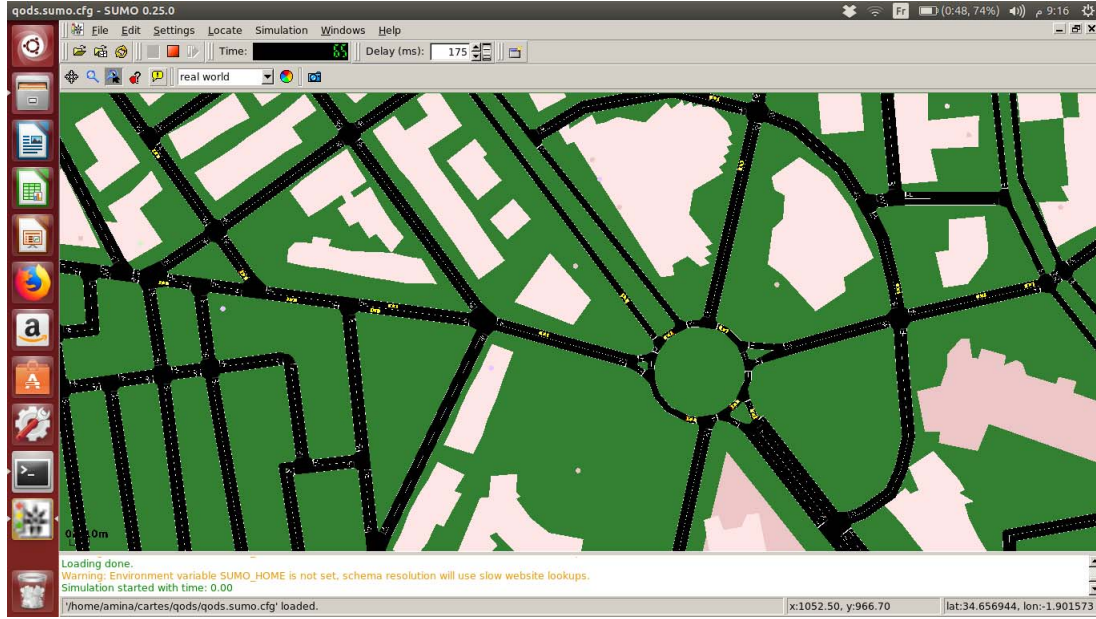 qods.sumo.cfg - SUMO 0.25.0
Fr (0:48, 74%) 9:16 م
File Edit Settings Locate Simulation Windows Help
Time: 65 Delay (ms): 175
real world
10m
Loading done.
Warning: Environment variable SUMO_HOME is not set, schema resolution will use slow website lookups.
Simulation started with time: 0.00
'/home/amina/cartes/qods/qods.sumo.cfg' loaded. x:1052.50, y:966.70 lat:34.656944, lon:-1.901573